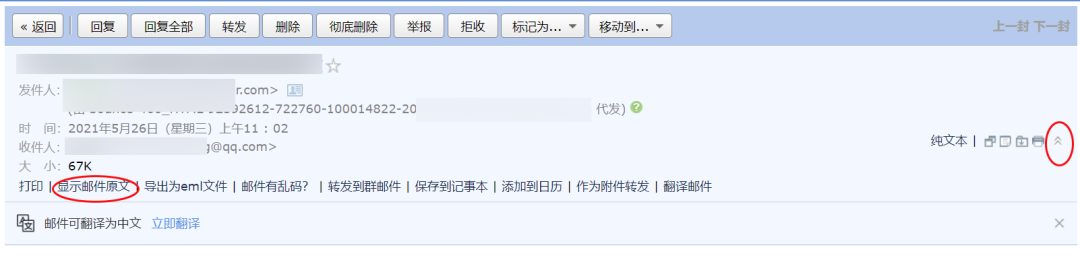 « 返回 回复 回复全部 转发 删除 彻底删除 举报 拒收 标记为... 移动到... 上一封 下一封
发件人: r.com>
612-722760-100014822-20 代发)
时 间: 2021年5月26日 (星期三) 上午11:02
纯文本 |
收件人: g@qq.com>
大 小: 67K
打印 | 显示邮件原文 | 导出为eml文件 | 邮件有乱码? | 转发到群邮件 | 保存到记事本 | 添加到日历 | 作为附件转发 | 翻译邮件
邮件可翻译为中文 立即翻译